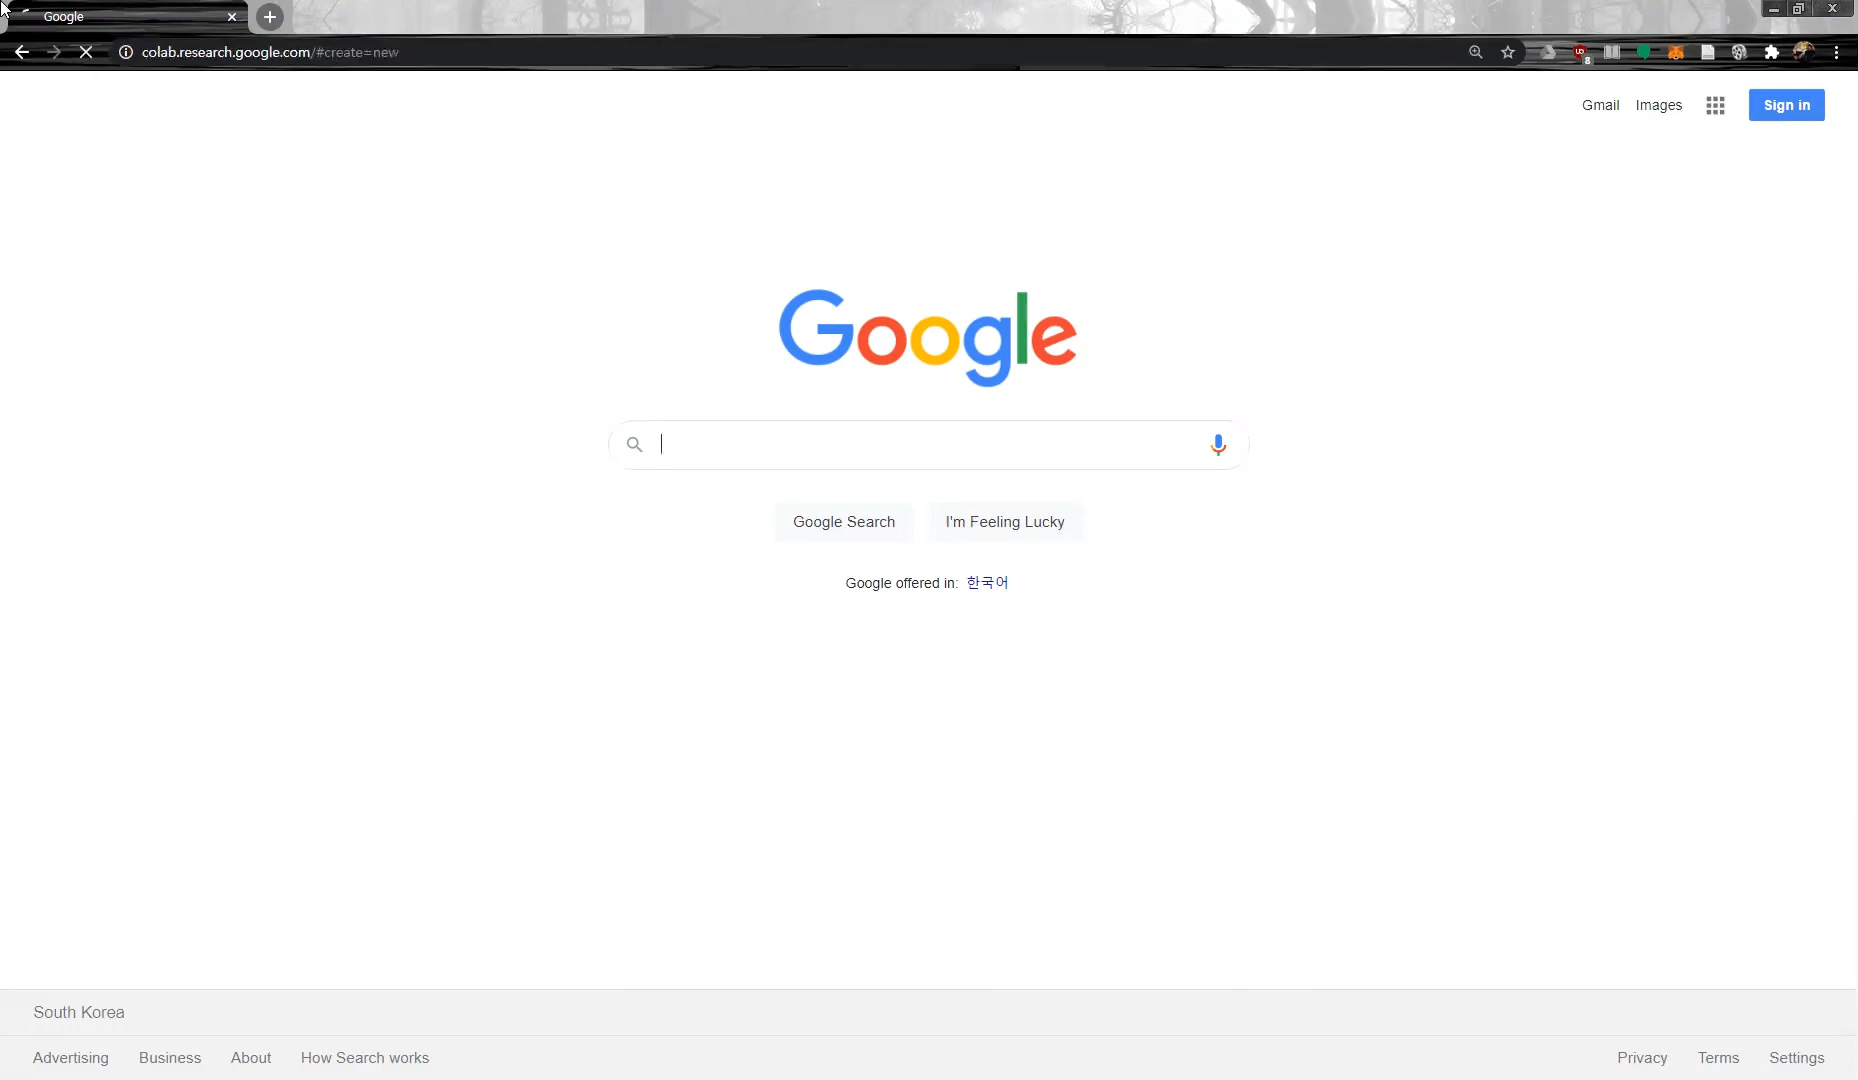 Google
colab.research.google.com/#create=new
8
Gmail Images Sign in
Google
Google Search I'm Feeling Lucky
Google offered in: 한국어
South Korea
Advertising Business About How Search works Privacy Terms Settings